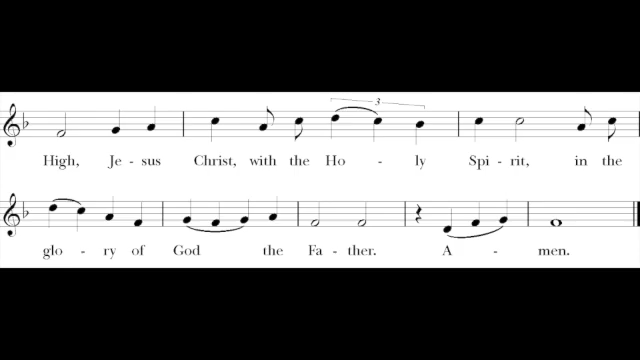 3
High, Je - sus Christ, with the Ho - ly Spi - rit, in the
glo - ry of God the Fa - ther. A - men.